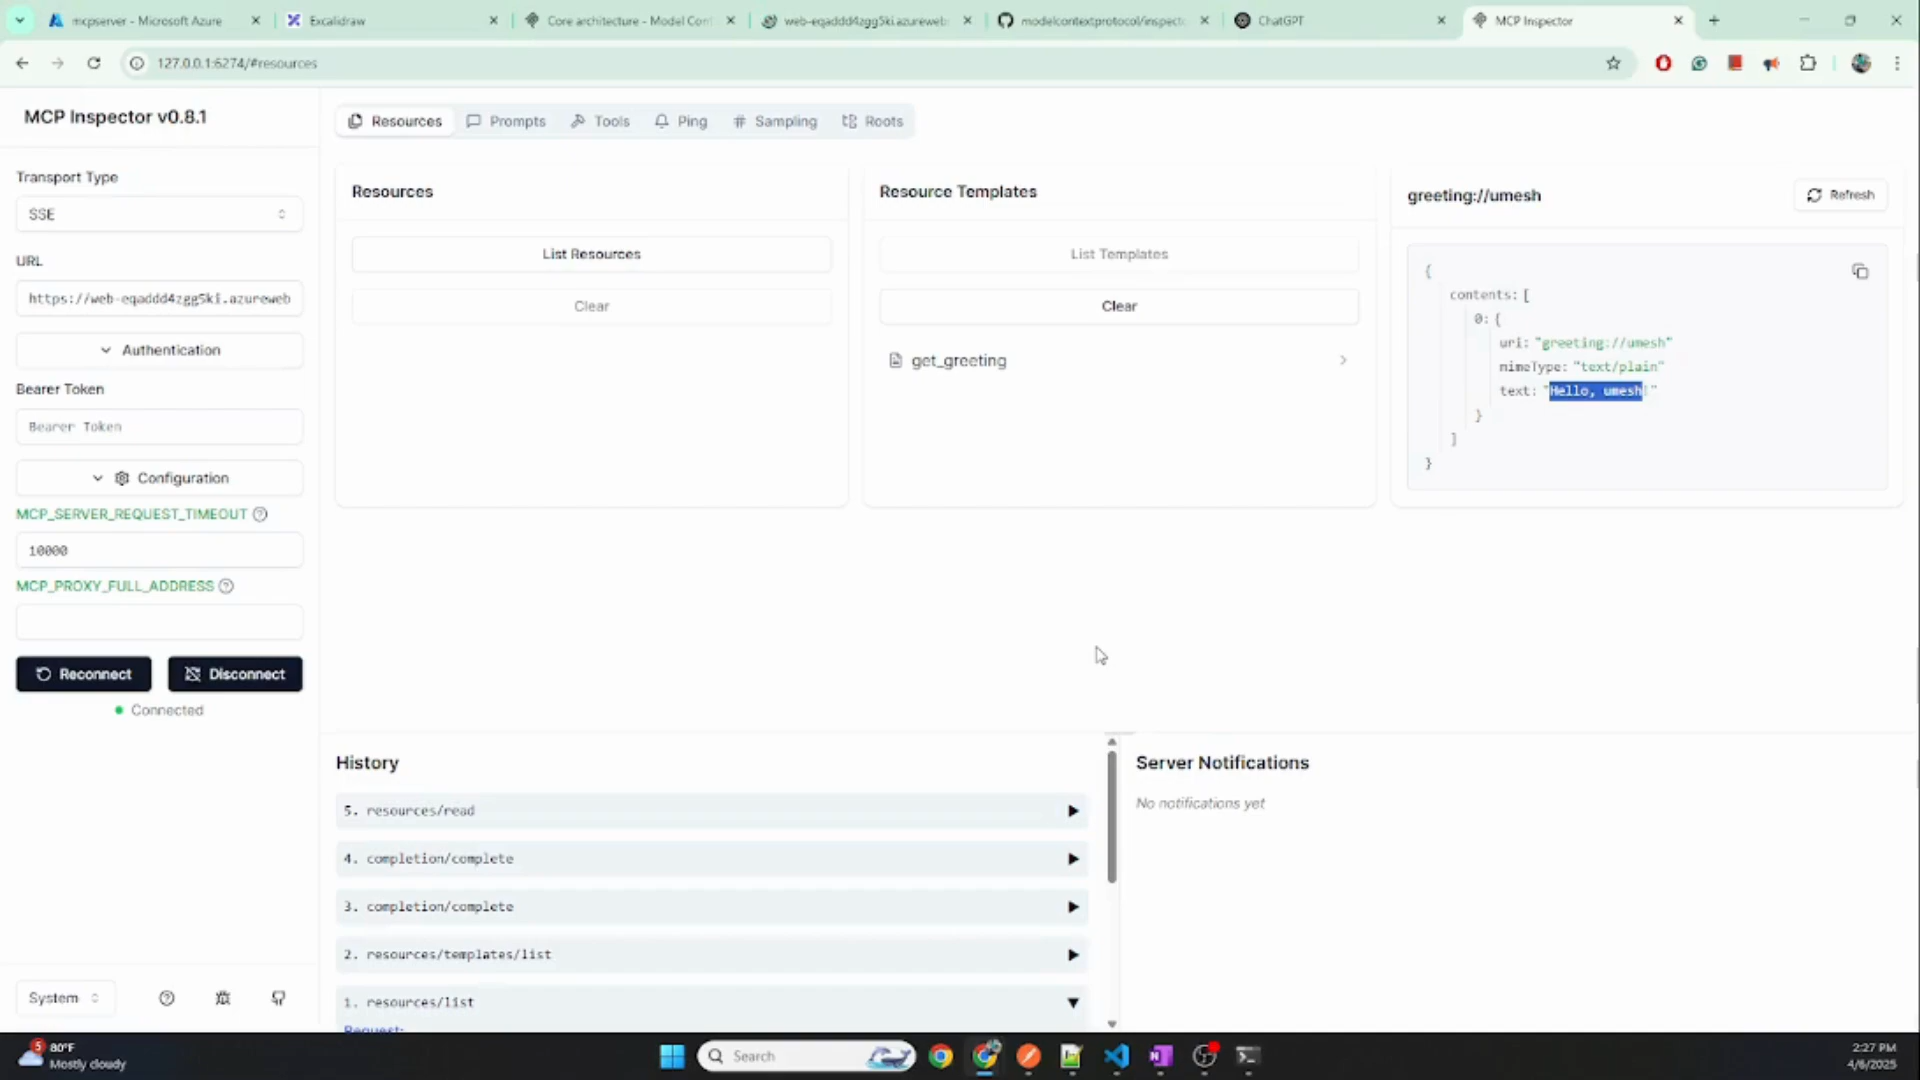 mcpserver - Microsoft Azure
Excalidraw
Core architecture - Model Cont
web-eqaddd4zgg5ki.azureweb
modelcontextprotocol/inspecto
ChatGPT
MCP Inspector
127.0.0.1:6274/#resources
MCP Inspector v0.8.1
Resources
Prompts
Tools
Ping
Sampling
Roots
Transport Type
SSE
URL
https://web-eqaddd4zgg5ki.azureweb
Authentication
Bearer Token
Bearer Token
Configuration
MCP_SERVER_REQUEST_TIMEOUT
10000
MCP_PROXY_FULL_ADDRESS
Reconnect
Disconnect
Connected
System
Resources
List Resources
Clear
Resource Templates
List Templates
Clear
get_greeting
greeting://umesh
Refresh
{
contents: [
0: {
uri: "greeting://umesh"
mimeType: "text/plain"
text: "Hello, umesh!"
}
]
}
History
5. resources/read
4. completion/complete
3. completion/complete
2. resources/templates/list
1. resources/list
Request:
Server Notifications
No notifications yet
5
80°F
Mostly cloudy
Search
2:27 PM
4/6/2025